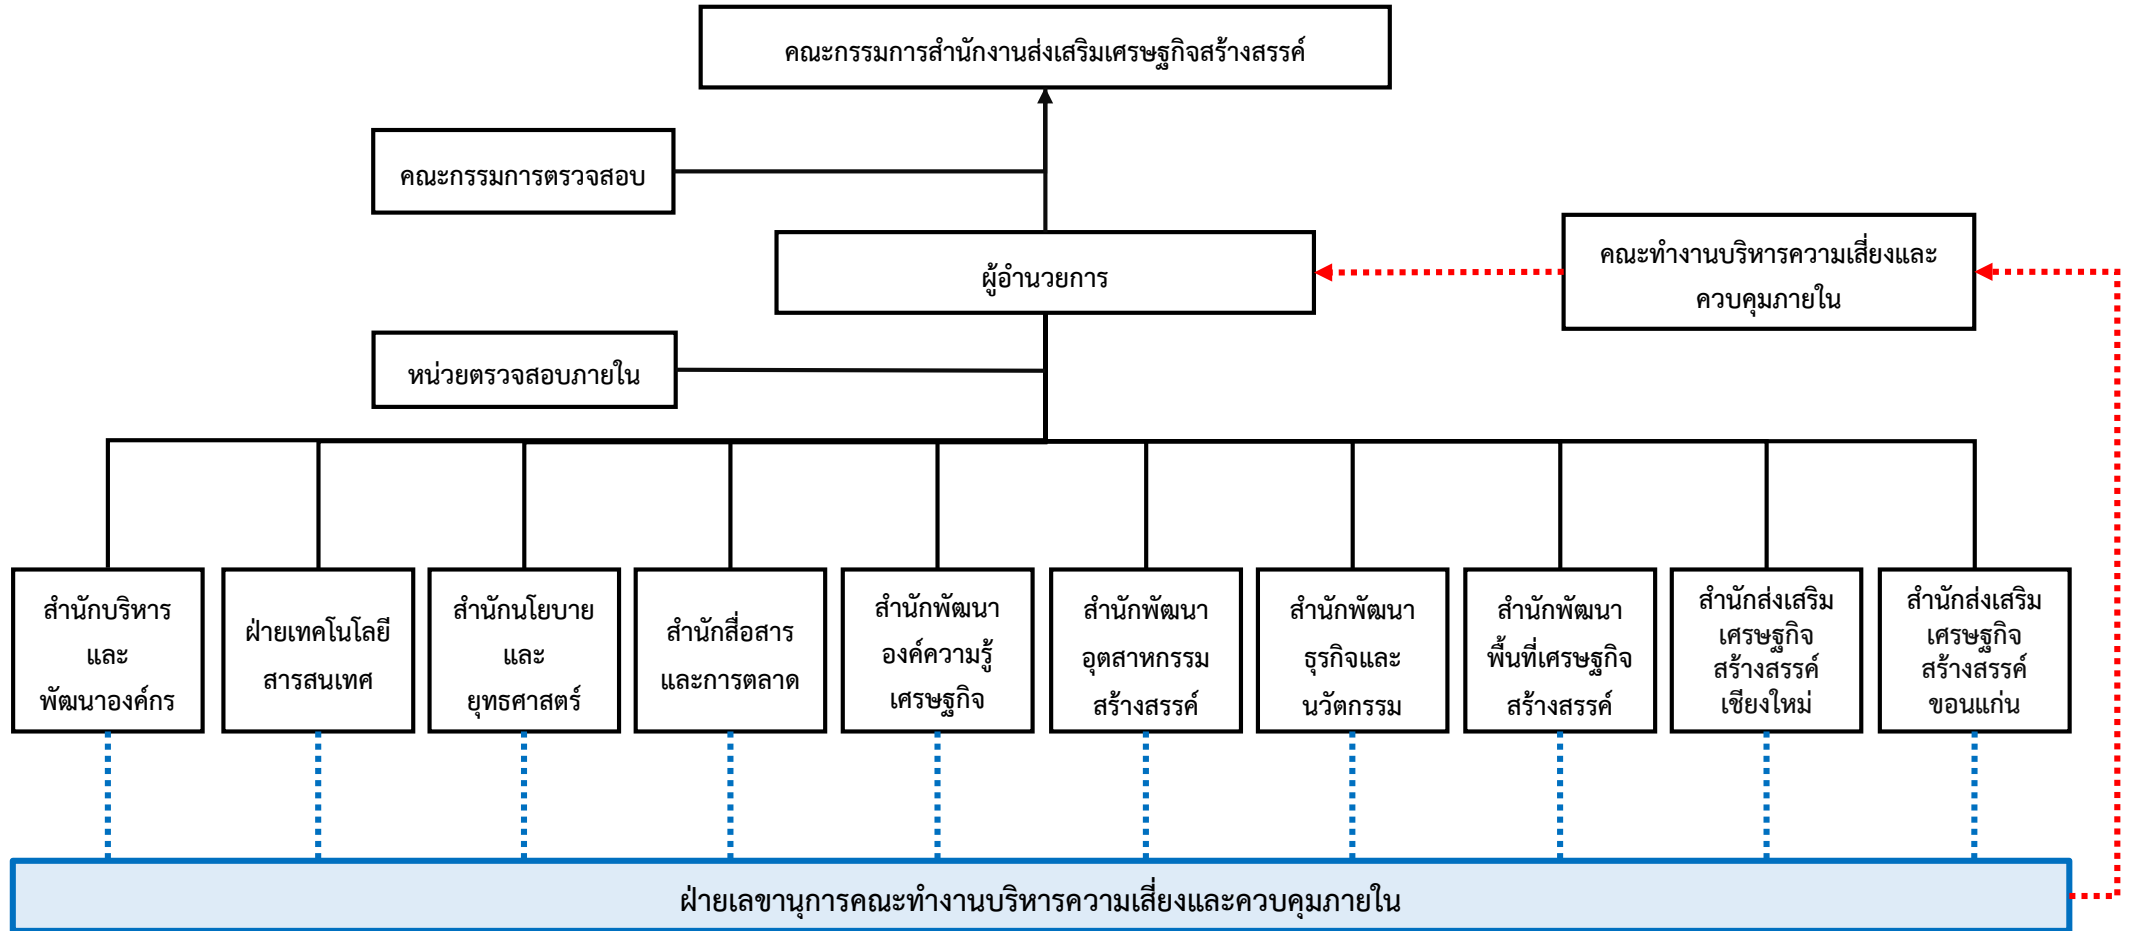 คณะกรรมการสำนักงานส่งเสริมเศรษฐกิจสร้างสรรค์
คณะกรรมการตรวจสอบ
ผู้อำนวยการ
คณะทำงานบริหารความเสี่ยงและ
ควบคุมภายใน
หน่วยตรวจสอบภายใน
สำนักบริหาร
และ
พัฒนาองค์กร
ฝ่ายเทคโนโลยี
สารสนเทศ
สำนักนโยบาย
และ
ยุทธศาสตร์
สำนักสื่อสาร
และการตลาด
สำนักพัฒนา
องค์ความรู้
เศรษฐกิจ
สำนักพัฒนา
อุตสาหกรรม
สร้างสรรค์
สำนักพัฒนา
ธุรกิจและ
นวัตกรรม
สำนักพัฒนา
พื้นที่เศรษฐกิจ
สร้างสรรค์
สำนักส่งเสริม
เศรษฐกิจ
สร้างสรรค์
เชียงใหม่
สำนักส่งเสริม
เศรษฐกิจ
สร้างสรรค์
ขอนแก่น
ฝ่ายเลขานุการคณะทำงานบริหารความเสี่ยงและควบคุมภายใน